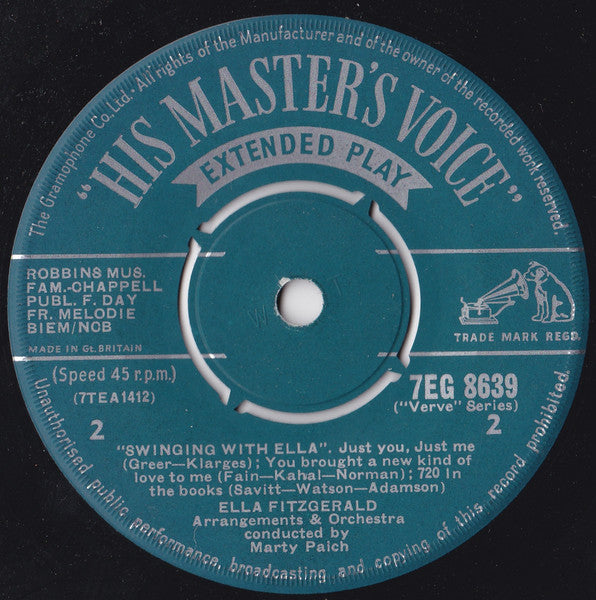 The Gramophone Co. Ltd. · All rights of the Manufacturer and of the owner of the recorded work reserved.
"HIS MASTER'S VOICE"
EXTENDED PLAY
ROBBINS MUS.
FAM.-CHAPPELL
PUBL. F. DAY
FR. MELODIE
BIEM/NCB
TRADE MARK REGD.
MADE IN Gt. BRITAIN
(Speed 45 r.p.m.)
(7TEA1412)
2
7EG 8639
("Verve" Series)
2
"SWINGING WITH ELLA". Just you, Just me
(Greer—Klarges); You brought a new kind of
love to me (Fain—Kahal—Norman); 720 In
the books (Savitt—Watson—Adamson)
ELLA FITZGERALD
Arrangements & Orchestra
conducted by
Marty Paich
Unauthorised public performance, broadcasting and copying of this record prohibited.